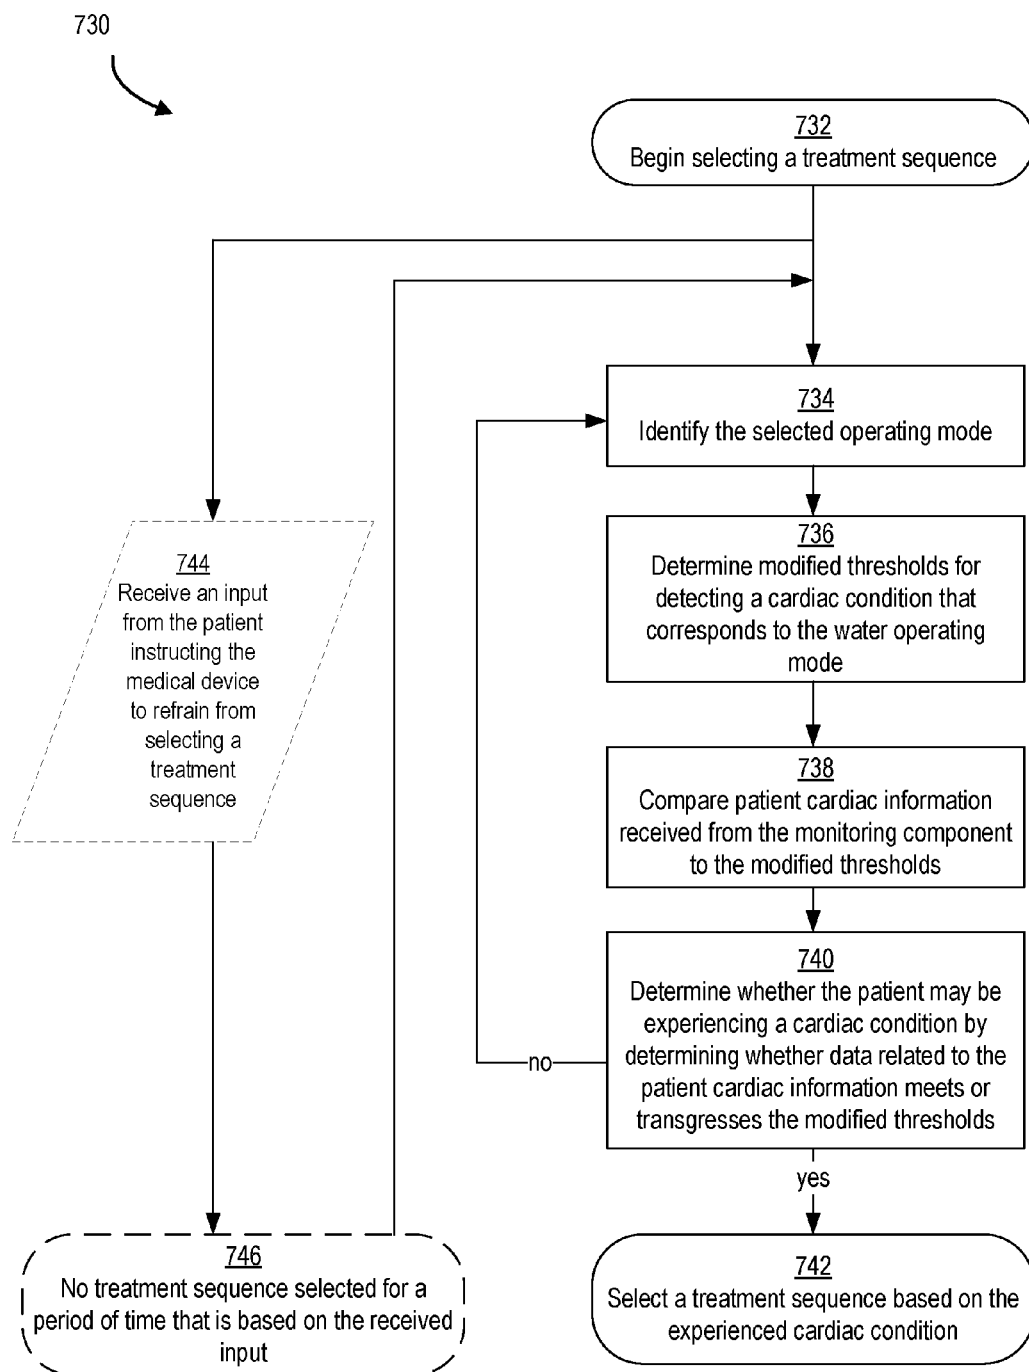 730
732
Begin selecting a treatment sequence
734
Identify the selected operating mode
736
Determine modified thresholds for
detecting a cardiac condition that
corresponds to the water operating
mode
744
Receive an input
from the patient
instructing the
medical device
to refrain from
selecting a
treatment
sequence
738
Compare patient cardiac information
received from the monitoring component
to the modified thresholds
740
Determine whether the patient may be
experiencing a cardiac condition by
determining whether data related to the
patient cardiac information meets or
transgresses the modified thresholds
no
yes
746
No treatment sequence selected for a
period of time that is based on the received
input
742
Select a treatment sequence based on the
experienced cardiac condition